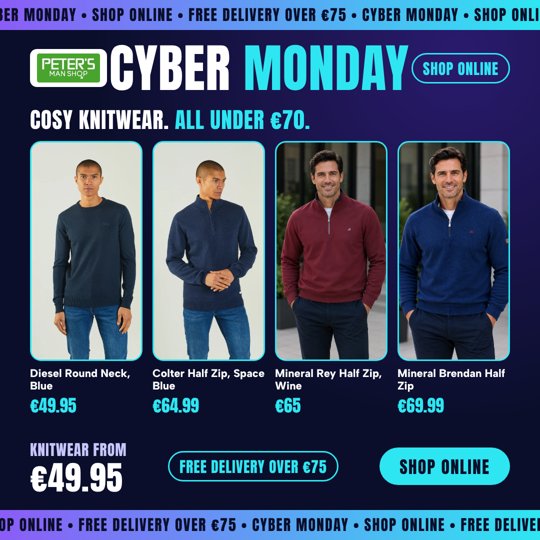 BER MONDAY • SHOP ONLINE • FREE DELIVERY OVER €75 • CYBER MONDAY • SHOP ONLI
PETER'S
MAN SHOP
CYBER MONDAY
SHOP ONLINE
COSY KNITWEAR. ALL UNDER €70.
Diesel Round Neck,
Blue
€49.95
Colter Half Zip, Space
Blue
€64.99
Mineral Rey Half Zip,
Wine
€65
Mineral Brendan Half
Zip
€69.99
KNITWEAR FROM
€49.95
FREE DELIVERY OVER €75
SHOP ONLINE
OP ONLINE • FREE DELIVERY OVER €75 • CYBER MONDAY • SHOP ONLINE • FREE DELIVER